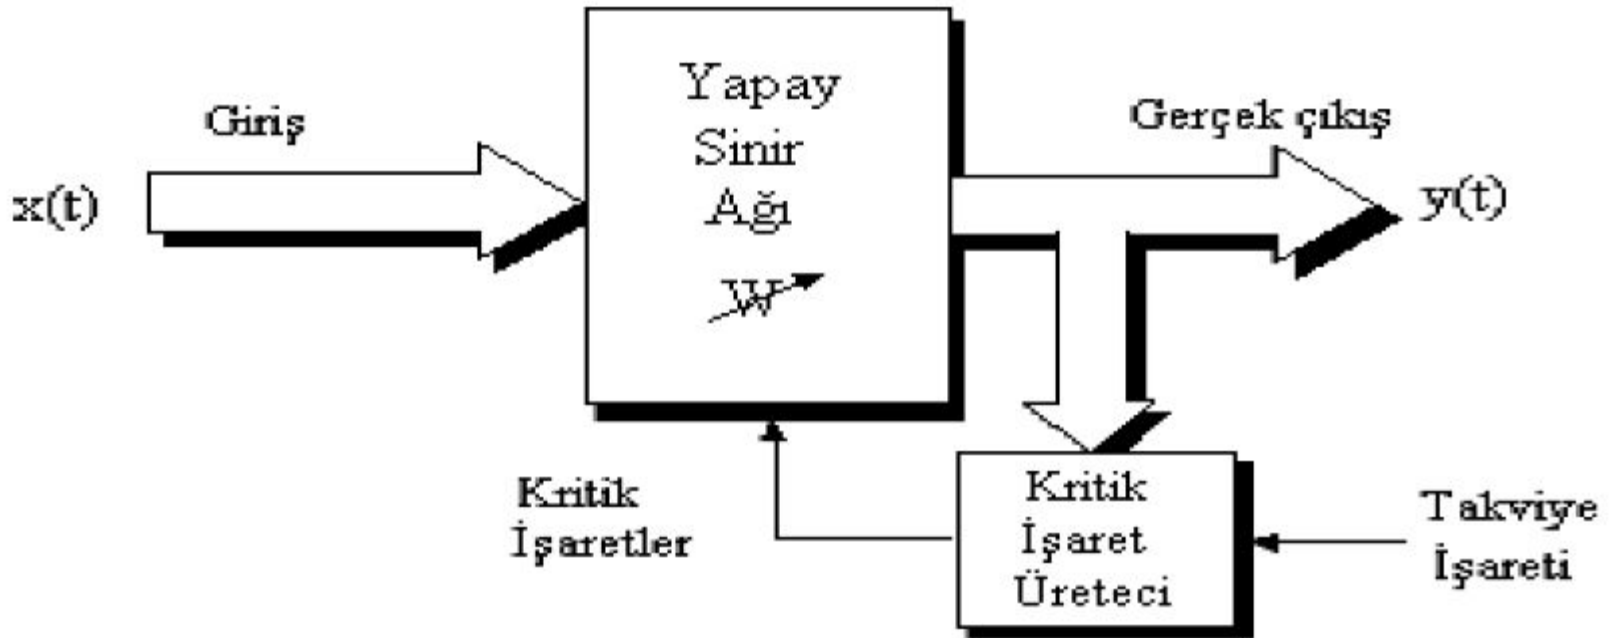 Yapay
Sinir
Ağı
W
Giriş
x(t)
Gerçek çıkış
y(t)
Kritik
İşaretler
Kritik
İşaret
Üreteci
Takviye
İşareti